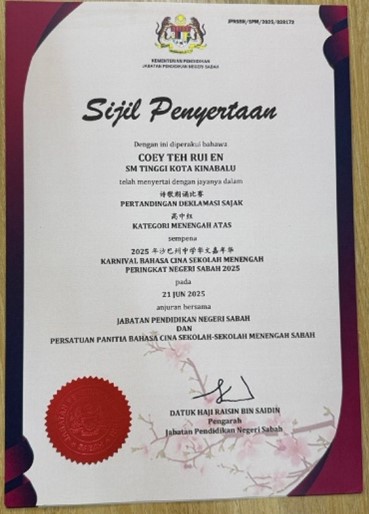 JPNSBH/SPM/2025/000170
KEMENTERIAN PENDIDIKAN
JABATAN PENDIDIKAN NEGERI SABAH
Sijil Penyertaan
Dengan ini diperakui bahawa
COEY TEH RUI EN
SM TINGGI KOTA KINABALU
telah menyertai dengan jayanya dalam
诗歌朗诵比赛
PERTANDINGAN DEKLAMASI SAJAK
高中组
KATEGORI MENENGAH ATAS
sempena
2025 年沙巴州中学华文嘉年华
KARNIVAL BAHASA CINA SEKOLAH MENENGAH
PERINGKAT NEGERI SABAH 2025
pada
21 JUN 2025
anjuran bersama
JABATAN PENDIDIKAN NEGERI SABAH
DAN
PERSATUAN PANITIA BAHASA CINA SEKOLAH-SEKOLAH MENENGAH SABAH
DATUK HAJI RAISIN BIN SAIDIN
Pengarah
Jabatan Pendidikan Negeri Sabah